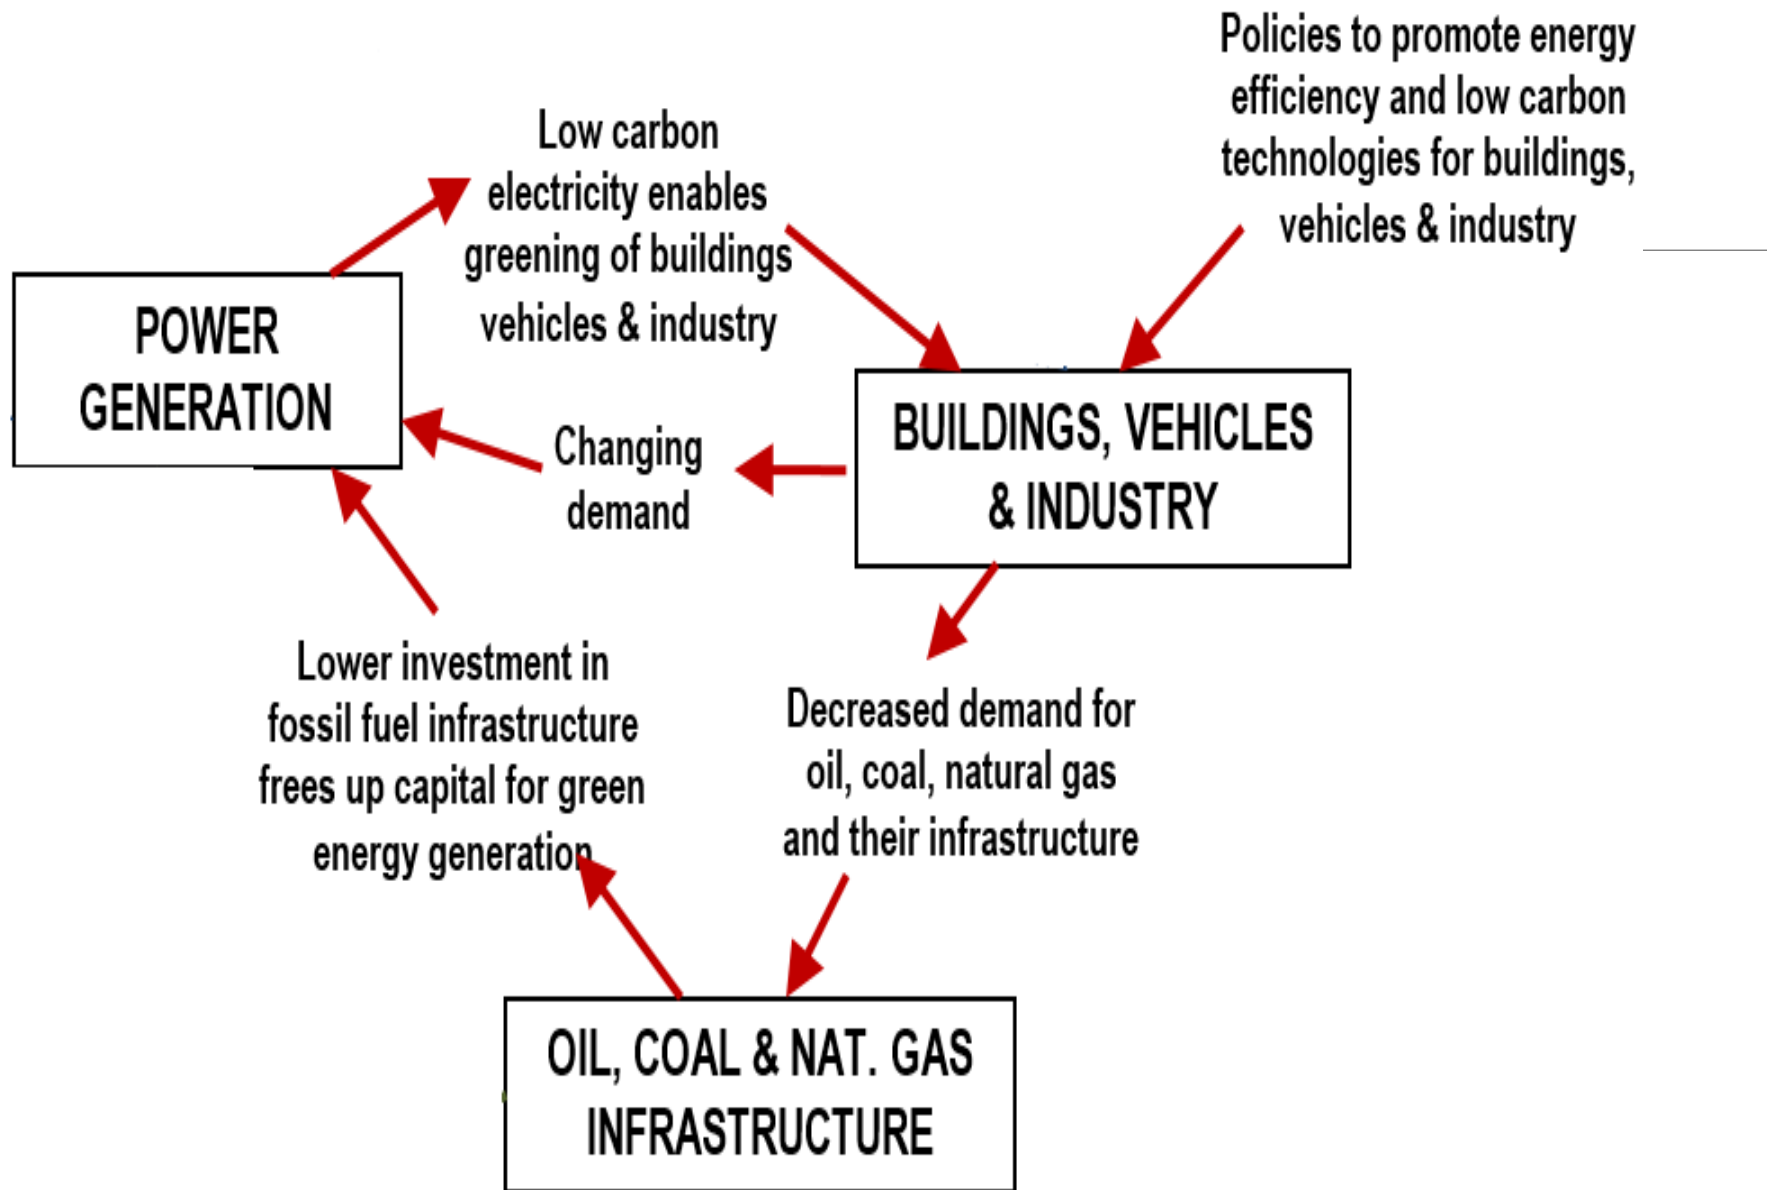 Policies to promote energy
efficiency and low carbon
technologies for buildings,
vehicles & industry
Low carbon
electricity enables
greening of buildings
vehicles & industry
POWER
GENERATION
Changing
demand
BUILDINGS, VEHICLES
& INDUSTRY
Lower investment in
fossil fuel infrastructure
frees up capital for green
energy generation
Decreased demand for
oil, coal, natural gas
and their infrastructure
OIL, COAL & NAT. GAS
INFRASTRUCTURE